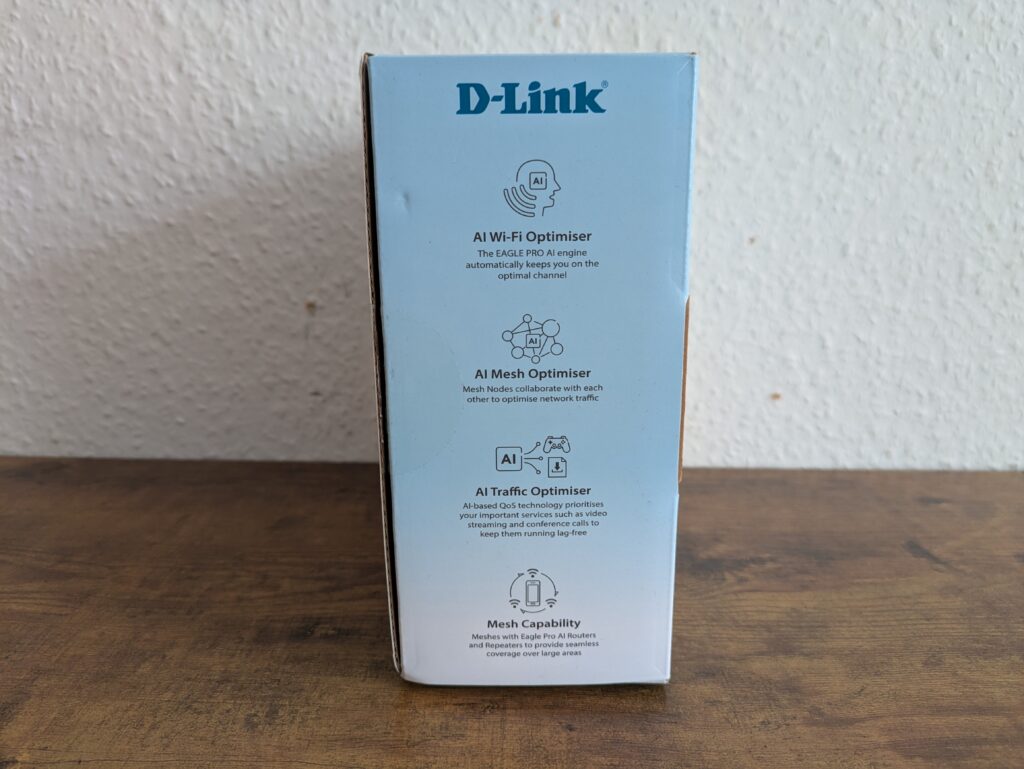 D-Link®
AI
AI Wi-Fi Optimiser
The EAGLE PRO AI engine
automatically keeps you on the
optimal channel
AI
AI Mesh Optimiser
Mesh Nodes collaborate with each
other to optimise network traffic
AI
AI Traffic Optimiser
AI-based QoS technology prioritises
your important services such as video
streaming and conference calls to
keep them running lag-free
Mesh Capability
Meshes with Eagle Pro AI Routers
and Repeaters to provide seamless
coverage over large areas